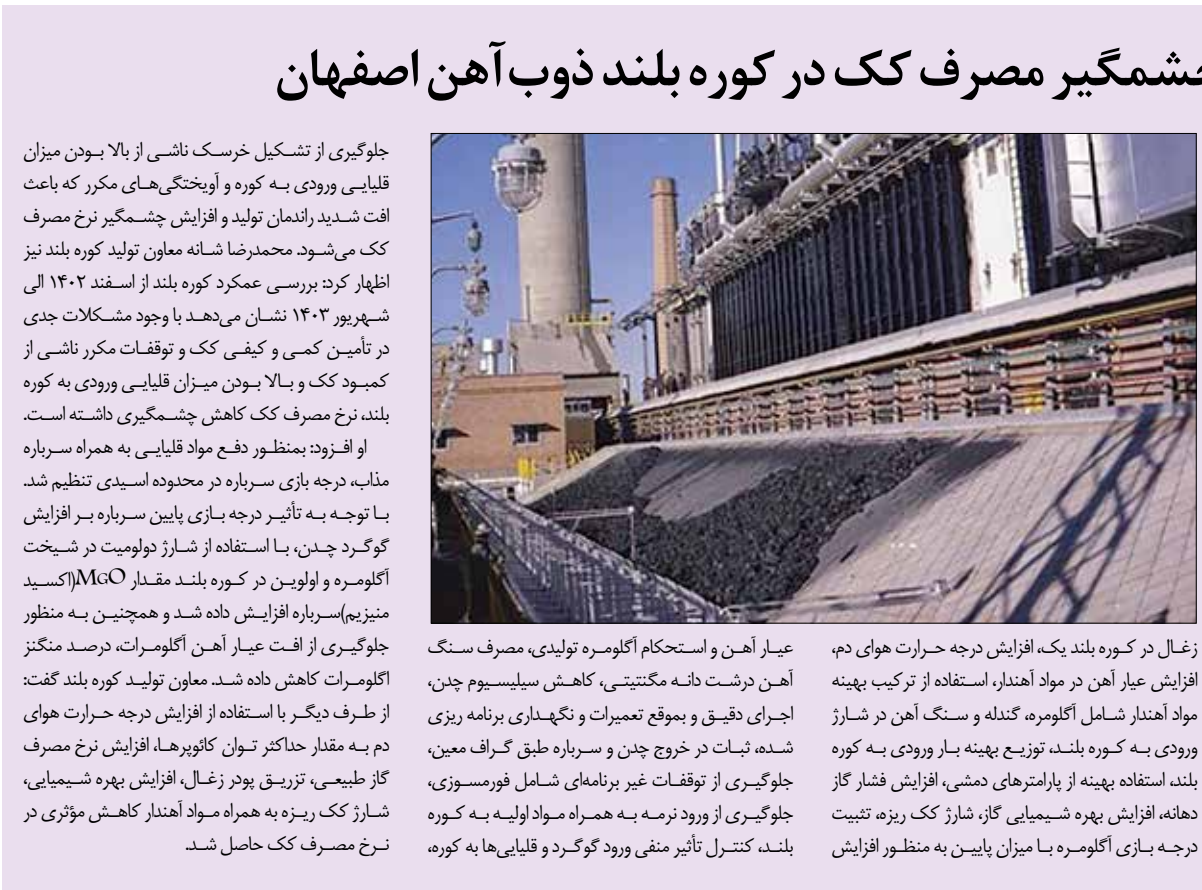 مصرف کک در کوره بلند ذوب‌آهن اصفهان
زغـال در کـوره بلند یک، افزایش درجه حـرارت هوای دم،
افزایش عیار آهن در مواد آهندار، استفاده از ترکیب بهینه
مواد آهندار شـامل آگلومره، گندله و سـنگ آهن در شـارژ
ورودی بـه کـوره بلنـد، توزیـع بهینه بـار ورودی بـه کوره
بلند، استفاده بهینه از پارامترهای دمشی، افزایش فشار گاز
دهانه، افزایش بهره شـیمیایی گاز، شارژ کک ریزه، تثبیت
درجـه بـازی آگلومـره بـا میزان پاییـن به منظـور افزایش
عیـار آهـن و اسـتحکام آگلومـره تولیدی، مصرف سـنگ
آهـن درشـت دانـه مگنتیتـی، کاهـش سیلیسـیوم چدن،
اجرای دقیـق و بموقع تعمیرات و نگهـداری برنامه ریزی
شـده، ثبـات در خروج چدن و سـرباره طبق گـراف معین،
جلوگیـری از توقفـات غیر برنامه‌ای شـامل فورمسـوزی،
جلوگیـری از ورود نرمـه بـه همـراه مـواد اولیـه بـه کـوره
بلنـد، کنتـرل تأثیر منفی ورود گوگـرد و قلیایی‌ها به کوره،
جلوگیری از تشـکیل خرسـک ناشـی از بالا بـودن میزان
قلیایـی ورودی بـه کوره و آویختگی‌هـای مکرر که باعث
افت شـدید راندمان تولید و افزایش چشـمگیر نرخ مصرف
کک می‌شـود. محمدرضا شـانه معاون تولید کوره بلند نیز
اظهار کرد: بررسـی عمکرد کوره بلند از اسـفند ۱۴۰۲ الی
شـهریور ۱۴۰۳ نشـان می‌دهـد با وجود مشـکلات جدی
در تأمیـن کمـی و کیفـی کک و توقفـات مکرر ناشـی از
کمبـود کک و بـالا بـودن میـزان قلیایـی ورودی به کوره
بلند، نرخ مصرف کک کاهش چشـمگیری داشـته اسـت.
او افـزود: بمنظـور دفـع مواد قلیایـی به همراه سـرباره
مذاب، درجه بازی سـرباره در محدوده اسـیدی تنظیم شد.
بـا توجـه بـه تأثیـر درجه بـازی پایین سـرباره بـر افزایش
گوگـرد چـدن، بـا اسـتفاده از شـارژ دولومیت در شـیخت
آگلومـره و اولویـن در کـوره بلنـد مقـدار MGO(اکسـید
منیزیم)سـرباره افزایـش داده شـد و همچنیـن بـه منظور
جلوگیـری از افـت عیـار آهـن آگلومـرات، درصـد منگنز
اگلومـرات کاهش داده شـد. معاون تولیـد کوره بلند گفت:
از طـرف دیگـر با استفاده از افزایش درجه حـرارت هوای
دم بـه مقدار حداکثر تـوان کائوپرهـا، افزایش نرخ مصرف
گاز طبیعـی، تزریـق پودر زغـال، افزایش بهره شـیمیایی،
شـارژ کک ریـزه به همراه مـواد آهندار کاهـش مؤثری در
نـرخ مصـرف کک حاصل شـد.